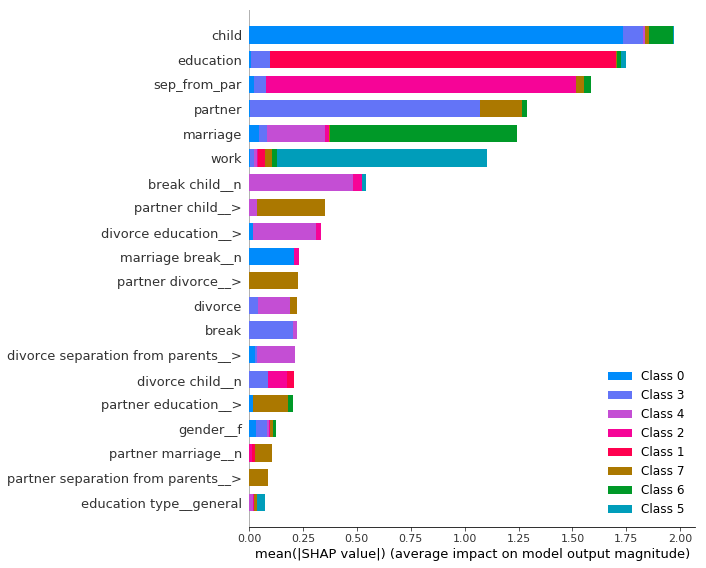 child
education
sep_from_par
partner
marriage
work
break child__n
partner child__>
divorce education__>
marriage break__n
partner divorce__>
divorce
break
divorce separation from parents__>
divorce child__n
partner education__>
gender__f
partner marriage__n
partner separation from parents__>
education type__general
Class 0
Class 3
Class 4
Class 2
Class 1
Class 7
Class 6
Class 5
0.00 0.25 0.50 0.75 1.00 1.25 1.50 1.75 2.00
mean(|SHAP value|) (average impact on model output magnitude)